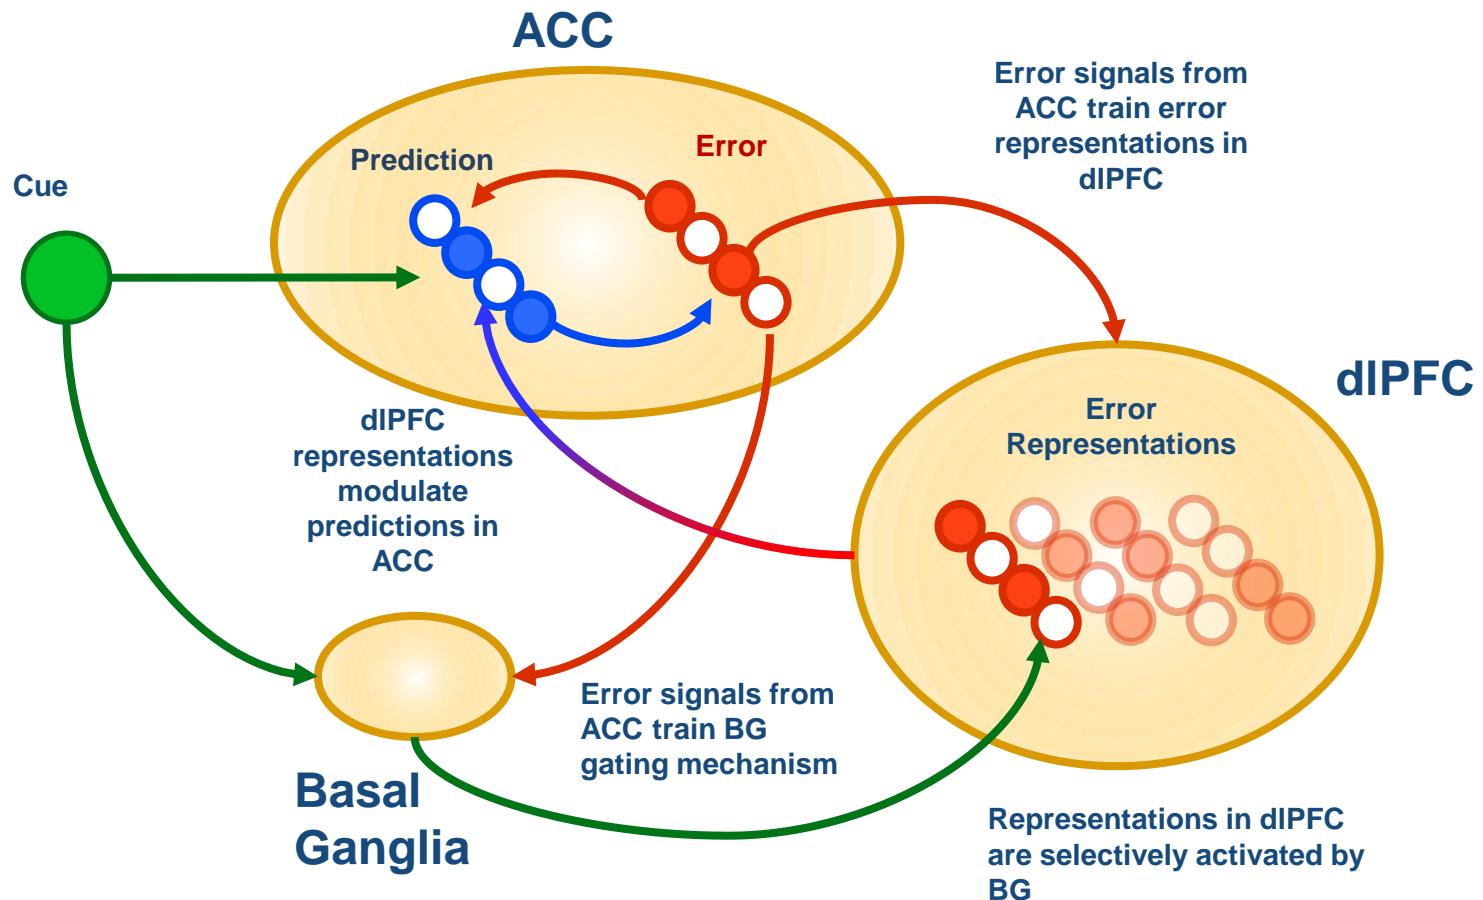 ACC
Error signals from
ACC train error
representations in
dlPFC
Error
Prediction
Cue
dlPFC
Error
Representations
dlPFC
representations
modulate
predictions in
ACC
Error signals from
ACC train BG
gating mechanism
Basal
Ganglia
Representations in dlPFC
are selectively activated by
BG